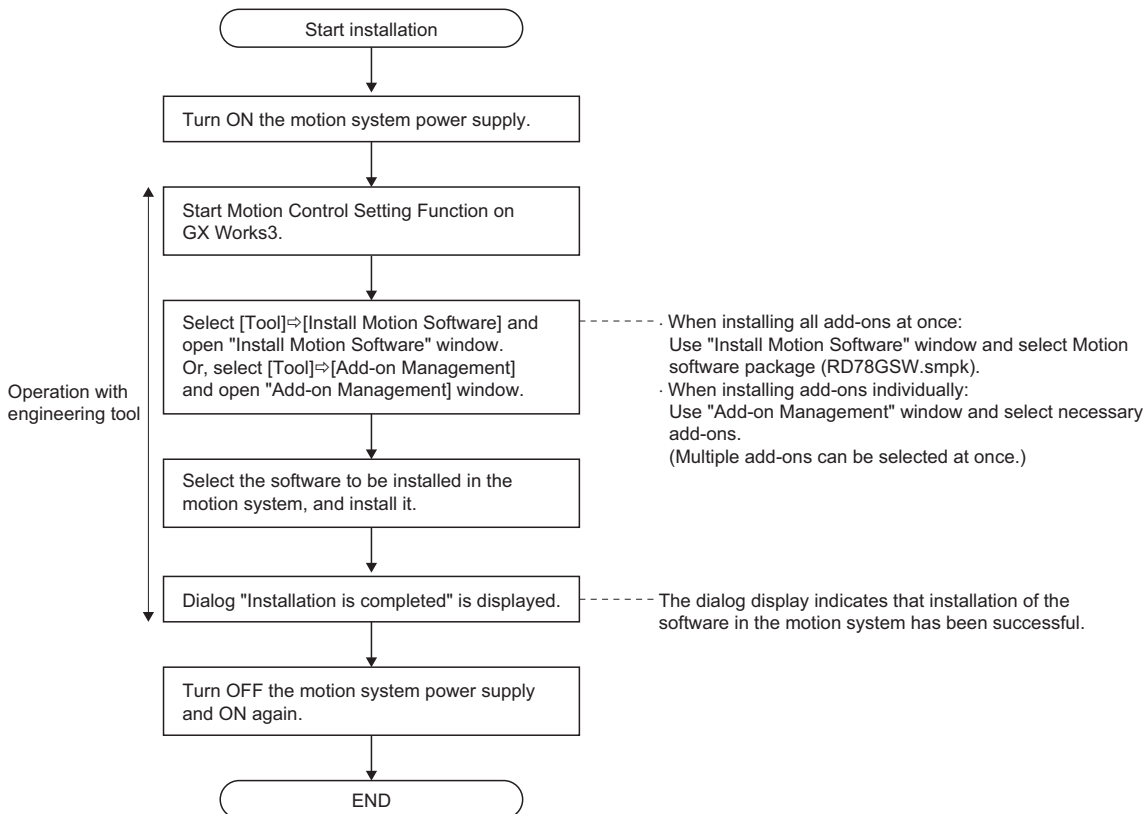 Start installation
Turn ON the motion system power supply.
Start Motion Control Setting Function on
GX Works3.
Select [Tool]⇨[Install Motion Software] and
open "Install Motion Software" window.
Or, select [Tool]⇨[Add-on Management]
and open "Add-on Management] window.
· When installing all add-ons at once:
Use "Install Motion Software" window and select Motion
software package (RD78GSW.smpk).
· When installing add-ons individually:
Use "Add-on Management" window and select necessary
add-ons.
(Multiple add-ons can be selected at once.)
Operation with
engineering tool
Select the software to be installed in the
motion system, and install it.
Dialog "Installation is completed" is displayed.
The dialog display indicates that installation of the
software in the motion system has been successful.
Turn OFF the motion system power supply
and ON again.
END